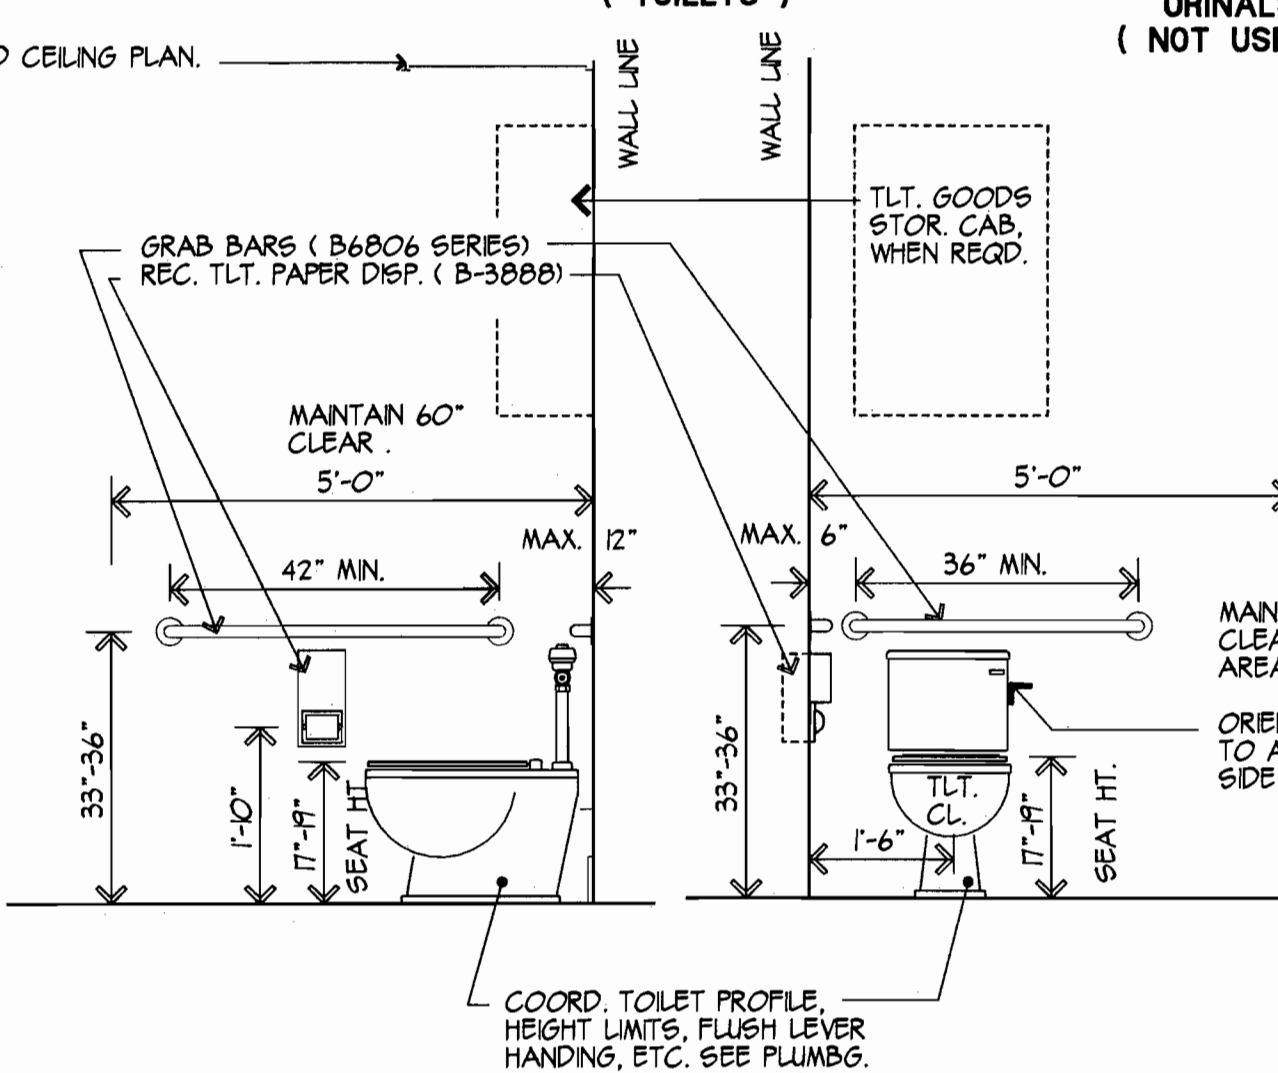 ( TOILETS )
URINALS
( NOT USE
CEILING PLAN.
WALL LINE
WALL LINE
TLT. GOODS
STOR. CAB,
WHEN REQD.
GRAB BARS ( B6806 SERIES)
REC. TLT. PAPER DISP. ( B-3888)
MAINTAIN 60"
CLEAR .
5'-0"
5'-0"
MAX. 12"
MAX. 6"
42" MIN.
36" MIN.
33"-36"
1'-10"
17"-19"
SEAT HT.
33"-36"
1'-6"
TLT.
CL.
17"-19"
SEAT HT.
MAIN
CLEA
AREA
ORIE
TO A
SIDE
COORD. TOILET PROFILE,
HEIGHT LIMITS, FLUSH LEVER
HANDING, ETC. SEE PLUMBG.